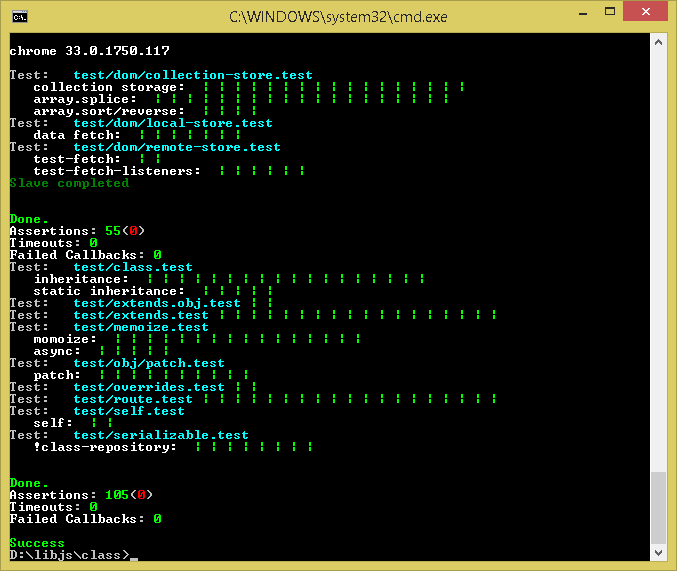 C:\WINDOWS\system32\cmd.exe
C:\.
chrome 33.0.1750.117
Test: test/dom/collection-store.test
collection storage: ¦ ¦ ¦ ¦ ¦ ¦ ¦ ¦ ¦ ¦ ¦ ¦ ¦ ¦ ¦ ¦ ¦
array.splice: ¦ ¦ ¦ ¦ ¦ ¦ ¦ ¦ ¦ ¦ ¦ ¦ ¦ ¦ ¦ ¦ ¦ ¦ ¦
array.sort/reverse: ¦ ¦ ¦ ¦
Test: test/dom/local-store.test
data fetch: ¦ ¦ ¦ ¦ ¦ ¦ ¦
Test: test/dom/remote-store.test
test-fetch: ¦ ¦
test-fetch-listeners: ¦ ¦ ¦ ¦ ¦ ¦
Slave completed
Done.
Assertions: 55(0)
Timeouts: 0
Failed Callbacks: 0
Test: test/class.test
inheritance: ¦ ¦ ¦ ¦ ¦ ¦ ¦ ¦ ¦ ¦ ¦ ¦ ¦ ¦ ¦ ¦ ¦ ¦
static inheritance: ¦ ¦ ¦ ¦ ¦
Test: test/extends.obj.test ¦ ¦
Test: test/extends.test ¦ ¦ ¦ ¦ ¦ ¦ ¦ ¦ ¦ ¦ ¦ ¦ ¦ ¦ ¦ ¦ ¦ ¦
Test: test/memoize.test
momoize: ¦ ¦ ¦ ¦ ¦ ¦ ¦ ¦ ¦ ¦ ¦ ¦ ¦ ¦ ¦ ¦
async: ¦ ¦ ¦ ¦ ¦
Test: test/obj/patch.test
patch: ¦ ¦ ¦ ¦ ¦ ¦ ¦ ¦ ¦ ¦
Test: test/overrides.test ¦ ¦
Test: test/route.test ¦ ¦ ¦ ¦ ¦ ¦ ¦ ¦ ¦ ¦ ¦ ¦ ¦ ¦ ¦ ¦ ¦ ¦ ¦
Test: test/self.test
self: ¦ ¦
Test: test/serializable.test
!class-repository: ¦ ¦ ¦ ¦ ¦ ¦ ¦ ¦
Done.
Assertions: 105(0)
Timeouts: 0
Failed Callbacks: 0
Success
D:\libjs\class>_